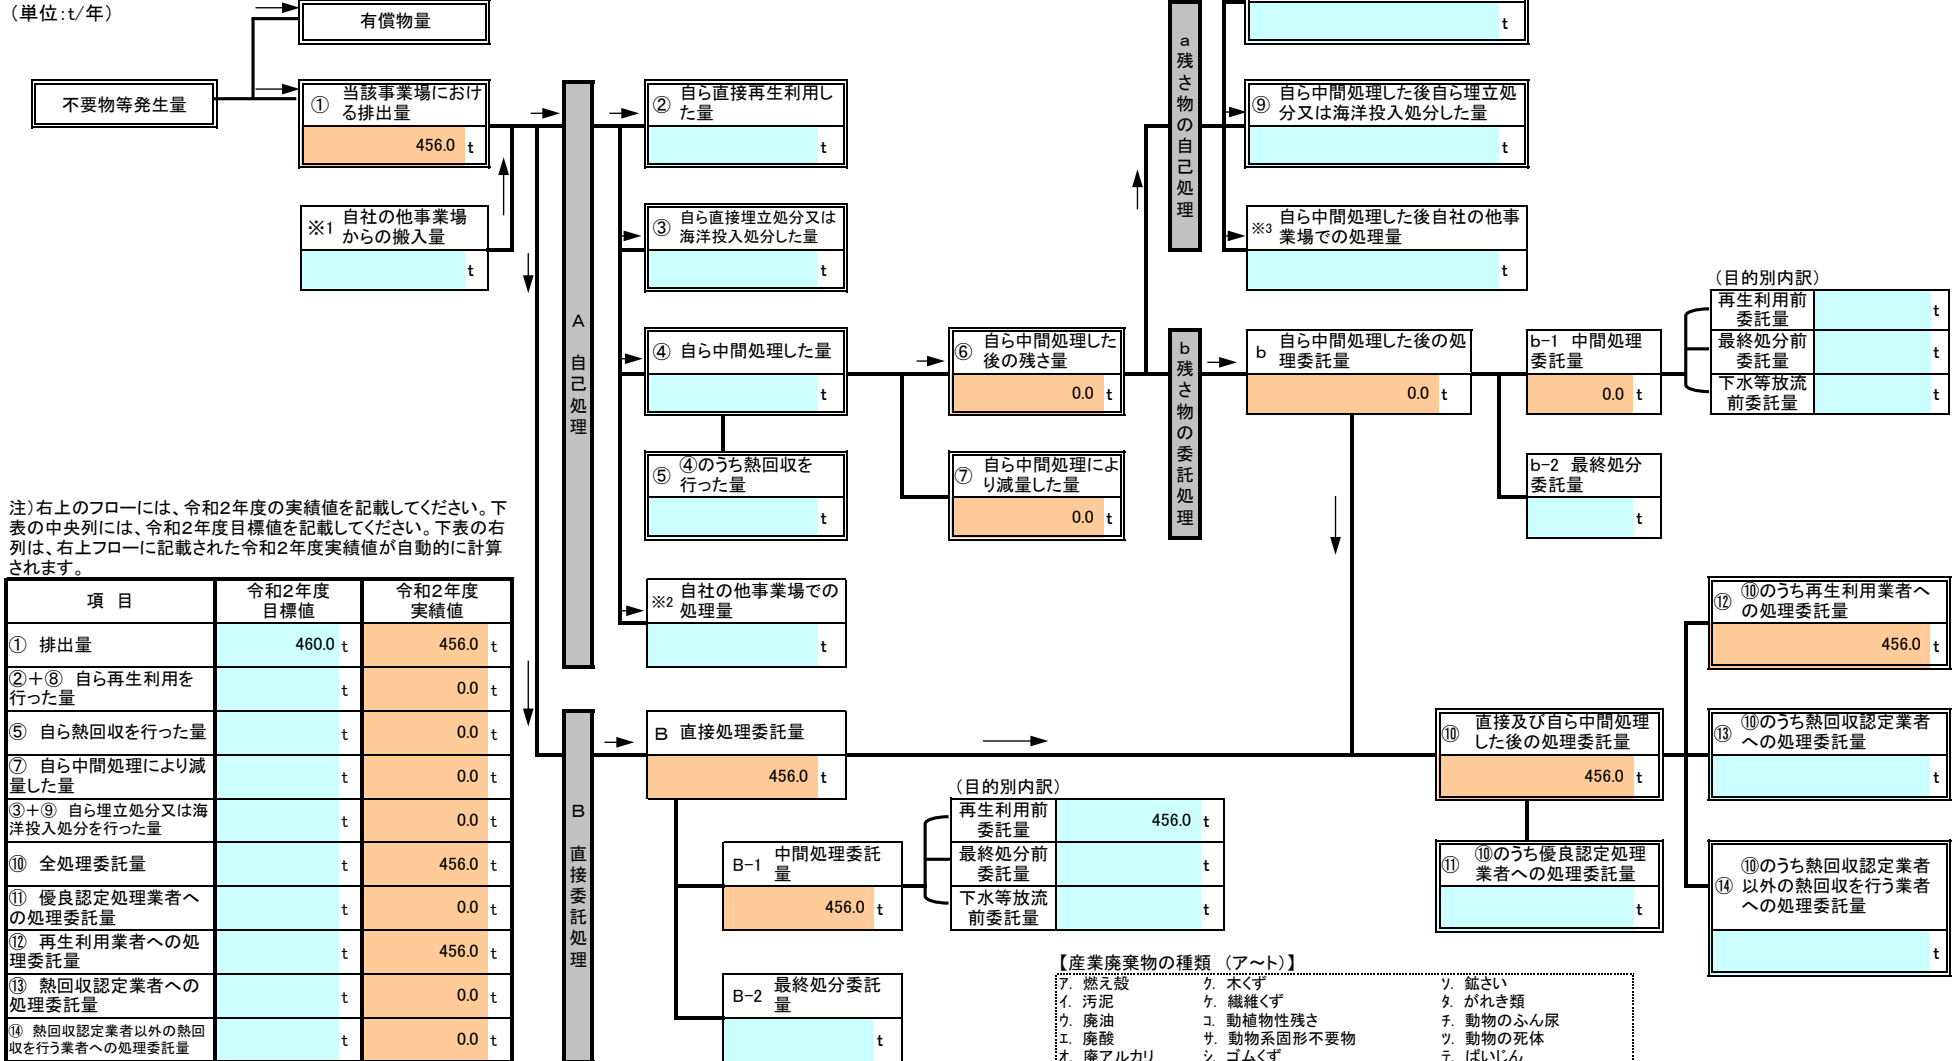 （単位：t/年）
有償物量
不要物等発生量
① 当該事業場におけ
る排出量
456.0 t
※1 自社の他事業場
からの搬入量
t
A 自己処理
② 自ら直接再生利用し
た量
t
③ 自ら直接埋立処分又は
海洋投入処分した量
t
④ 自ら中間処理した量
t
⑤ ④のうち熱回収を
行った量
t
※2 自社の他事業場での
処理量
t
⑥ 自ら中間処理した
後の残さ量
0.0 t
⑦ 自ら中間処理によ
り減量した量
0.0 t
a 残さ物の自己処理
t
⑨ 自ら中間処理した後自ら埋立処
分又は海洋投入処分した量
t
※3 自ら中間処理した後自社の他事
業場での処理量
t
b 残さ物の委託処理
b 自ら中間処理した後の処
理委託量
0.0 t
b-1 中間処理
委託量
0.0 t
b-2 最終処分
委託量
t
（目的別内訳）
再生利用前
委託量 t
最終処分前
委託量 t
下水等放流
前委託量 t
注）右上のフローには、令和２年度の実績値を記載してください。下
表の中央列には、令和２年度目標値を記載してください。下表の右
列は、右上フローに記載された令和２年度実績値が自動的に計算
されます。
項 目 令和２年度
目標値 令和２年度
実績値
① 排出量 460.0 t 456.0 t
②＋⑧ 自ら再生利用を
行った量 t 0.0 t
⑤ 自ら熱回収を行った量 t 0.0 t
⑦ 自ら中間処理により減
量した量 t 0.0 t
③＋⑨ 自ら埋立処分又は海
洋投入処分を行った量 t 0.0 t
⑩ 全処理委託量 t 456.0 t
⑪ 優良認定処理業者へ
の処理委託量 t 0.0 t
⑫ 再生利用業者への処
理委託量 t 456.0 t
⑬ 熱回収認定業者への
処理委託量 t 0.0 t
⑭ 熱回収認定業者以外の熱回
収を行う業者への処理委託量 t 0.0 t
B 直接委託処理
B 直接処理委託量
456.0 t
B-1 中間処理委託
量
456.0 t
B-2 最終処分委託
量
t
（目的別内訳）
再生利用前
委託量 456.0 t
最終処分前
委託量 t
下水等放流
前委託量 t
⑩ 直接及び自ら中間処理
した後の処理委託量
456.0 t
⑪ ⑩のうち優良認定処理
業者への処理委託量
t
⑫ ⑩のうち再生利用業者へ
の処理委託量
456.0 t
⑬ ⑩のうち熱回収認定業者
への処理委託量
t
⑭ ⑩のうち熱回収認定業者
以外の熱回収を行う業者
への処理委託量
t
【産業廃棄物の種類 （ア～ト）】
ア. 燃え殻 ク. 木くず ソ. 鉱さい
イ. 汚泥 ケ. 繊維くず タ. がれき類
ウ. 廃油 コ. 動植物性残さ チ. 動物のふん尿
エ. 廃酸 サ. 動物系固形不要物 ツ. 動物の死体
オ. 廃アルカリ シ. ゴムくず テ. ばいじん